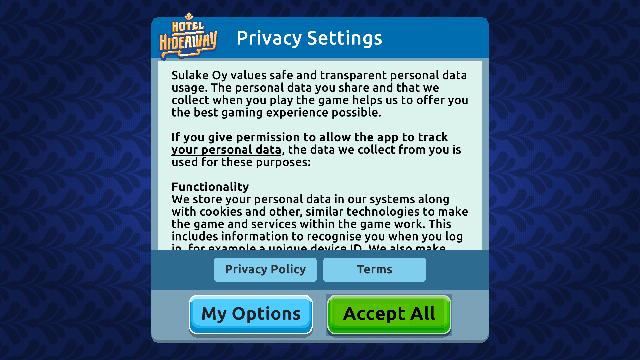 HOTEL
HIDEAWAY
Privacy Settings
Sulake Oy values safe and transparent personal data
usage. The personal data you share and that we
collect when you play the game helps us to offer you
the best gaming experience possible.
If you give permission to allow the app to track
your personal data, the data we collect from you is
used for these purposes:
Functionality
We store your personal data in our systems along
with cookies and other, similar technologies to make
the game and services within the game work. This
includes information to recognise you when you log
in, for example a unique device ID. We also make
Privacy Policy
Terms
My Options
Accept All